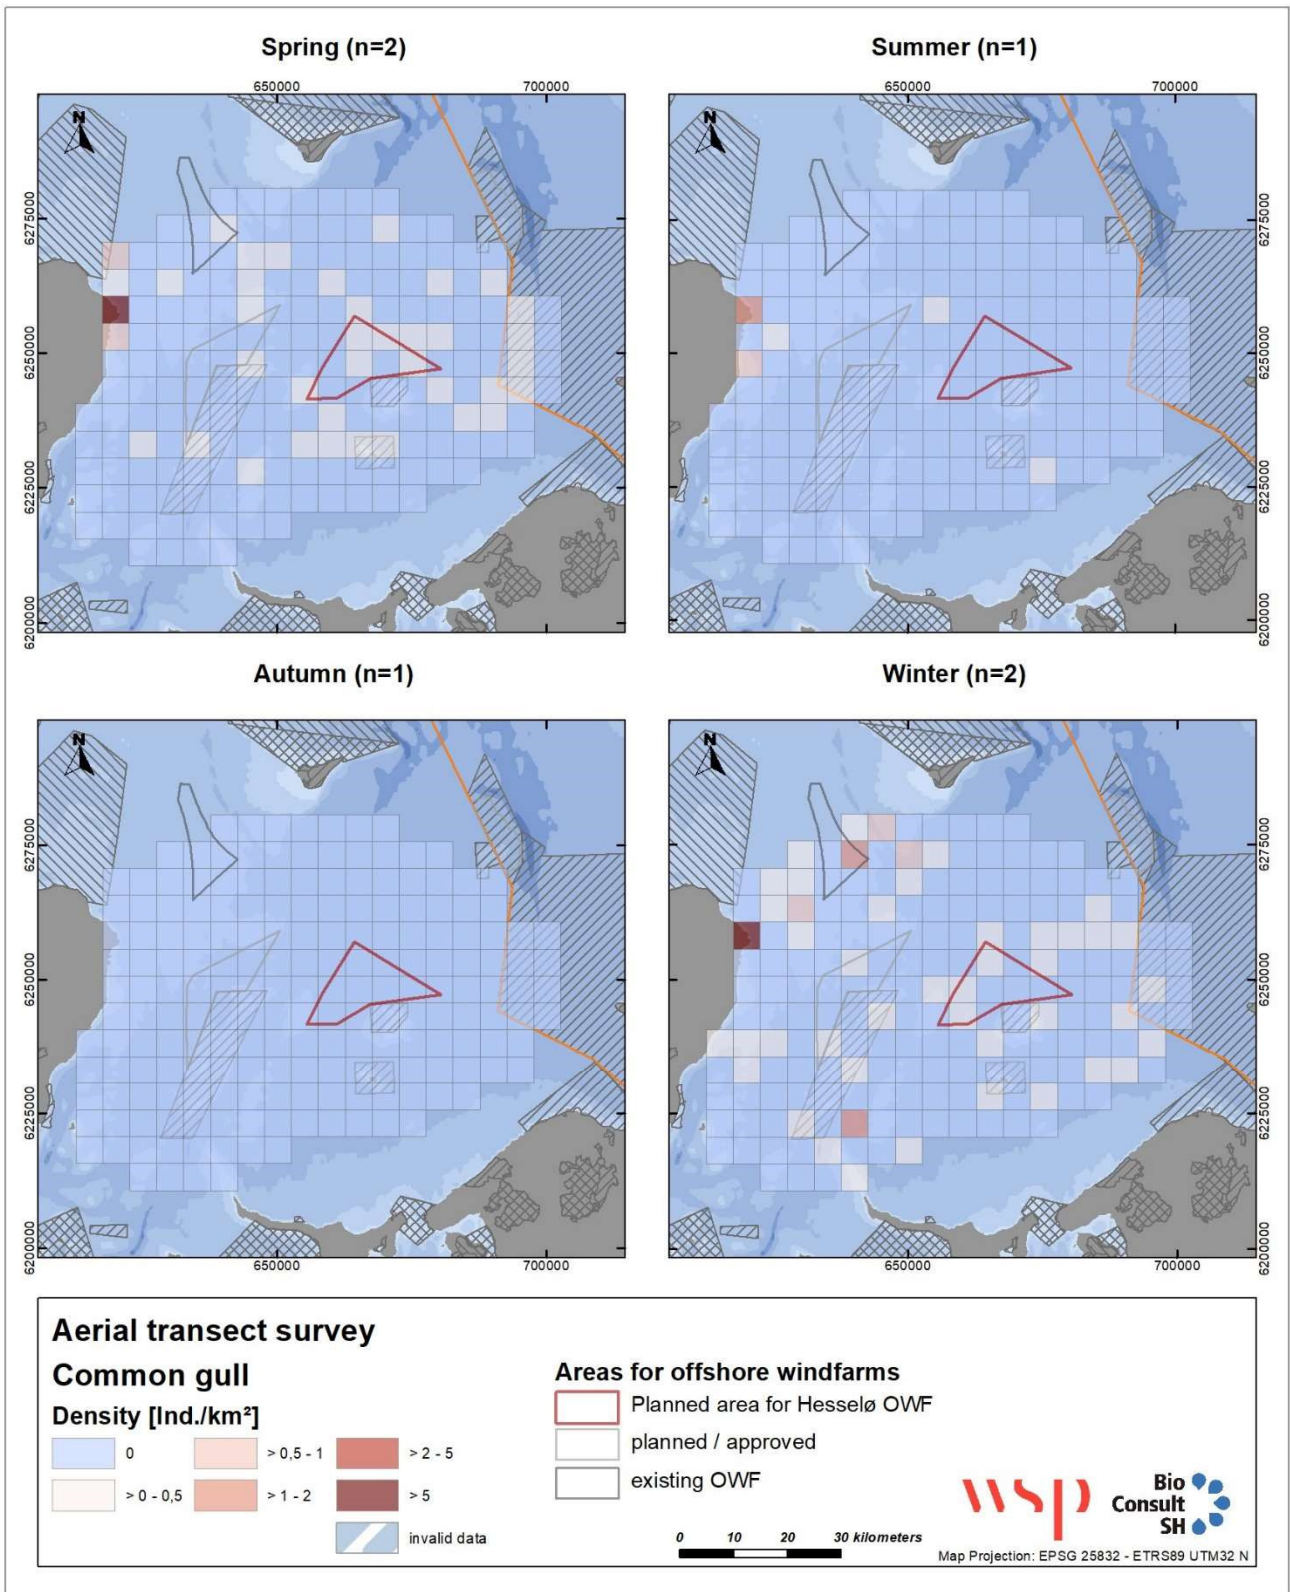 Spring (n=2)
Summer (n=1)
650000
700000
650000
700000
N
N
6275000
6250000
6225000
6200000
6275000
6250000
6225000
6200000
Autumn (n=1)
Winter (n=2)
N
N
6275000
6250000
6225000
6200000
6275000
6250000
6225000
6200000
650000
700000
650000
700000
Aerial transect survey
Common gull
Density [Ind./km²]
0
> 0,5 - 1
> 2 - 5
> 0 - 0,5
> 1 - 2
> 5
invalid data
Areas for offshore windfarms
Planned area for Hesselø OWF
planned / approved
existing OWF
0 10 20 30 kilometers
wsp
Bio
Consult
SH
Map Projection: EPSG 25832 - ETRS89 UTM32 N